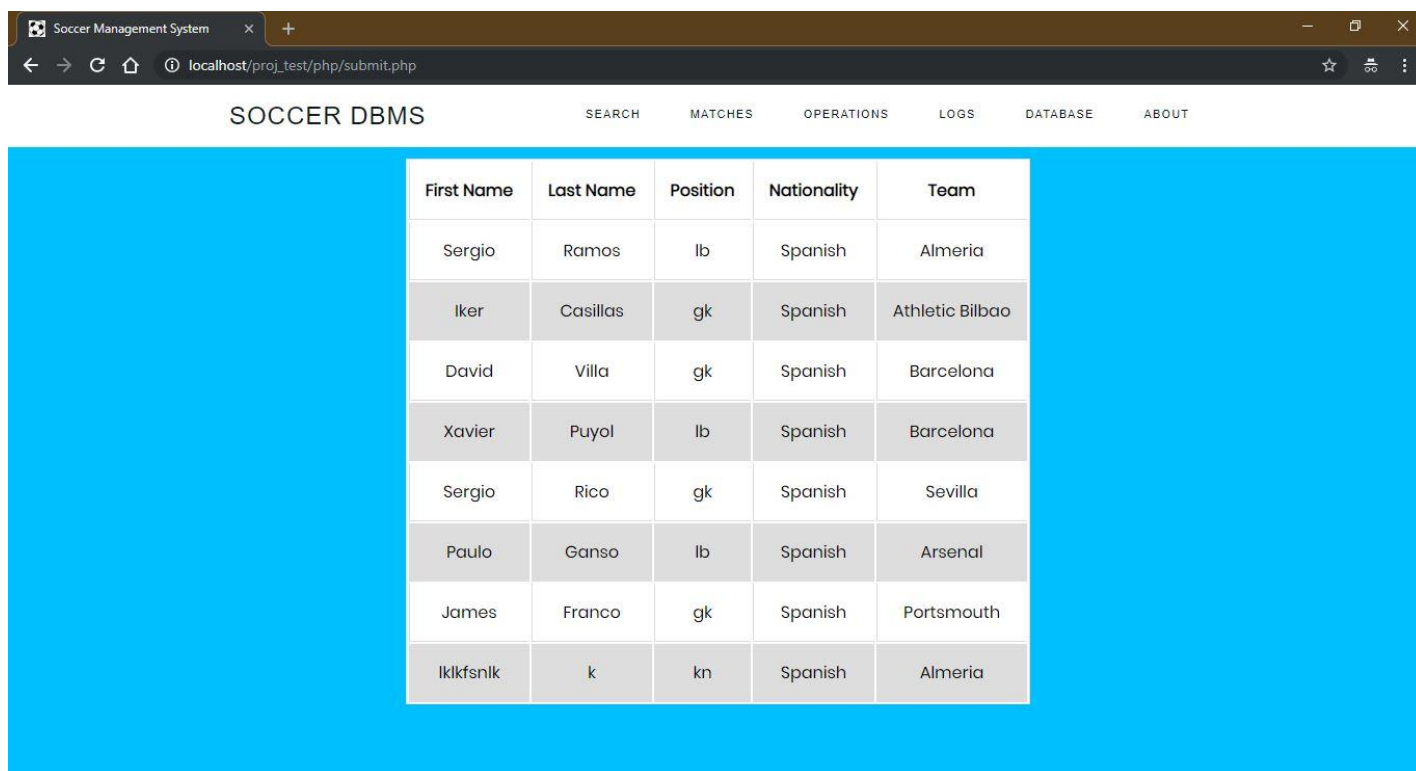 Soccer Management System
localhost/proj_test/php/submit.php
SOCCER DBMS SEARCH MATCHES OPERATIONS LOGS DATABASE ABOUT
First Name Last Name Position Nationality Team
Sergio Ramos lb Spanish Almeria
Iker Casillas gk Spanish Athletic Bilbao
David Villa gk Spanish Barcelona
Xavier Puyol lb Spanish Barcelona
Sergio Rico gk Spanish Sevilla
Paulo Ganso lb Spanish Arsenal
James Franco gk Spanish Portsmouth
lklkfsnlk k kn Spanish Almeria